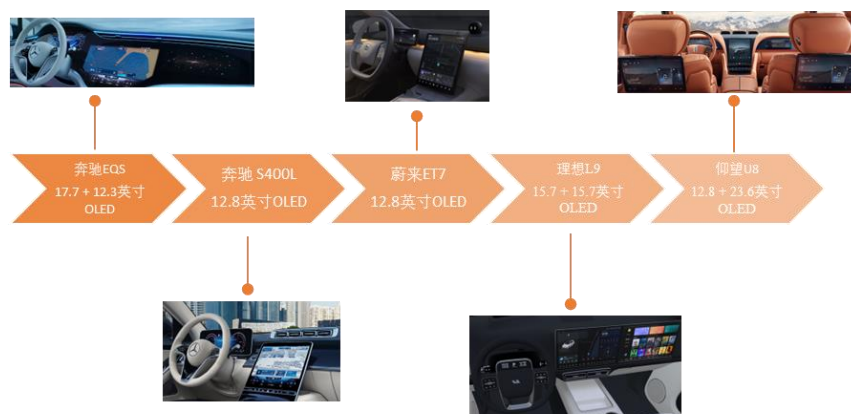 奔驰EQS
17.7+12.3英寸
OLED
奔驰 S400L
12.8英寸OLED
蔚来ET7
12.8英寸OLED
理想L9
15.7+15.7英寸
OLED
仰望U8
12.8+23.6英寸
OLED